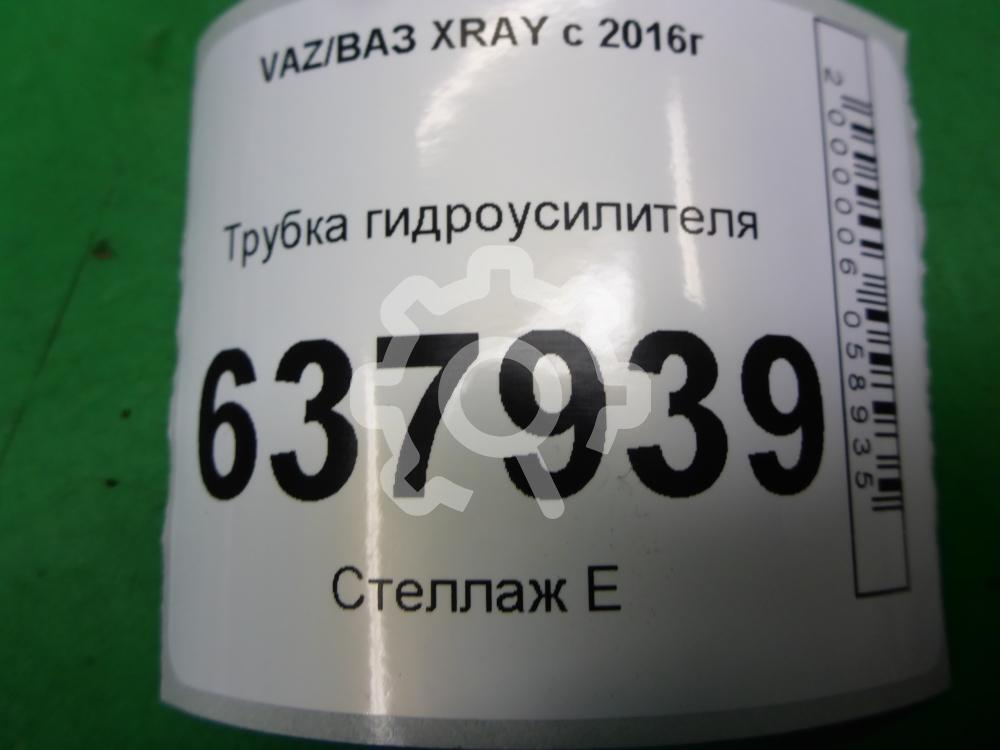 VAZ/ВАЗ XRAY с 2016г
Трубка гидроусилителя
637939
Стеллаж Е
2000006058935